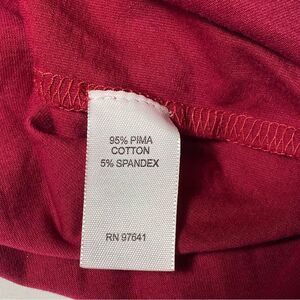 95% PIMA
COTTON
5% SPANDEX
RN 97641